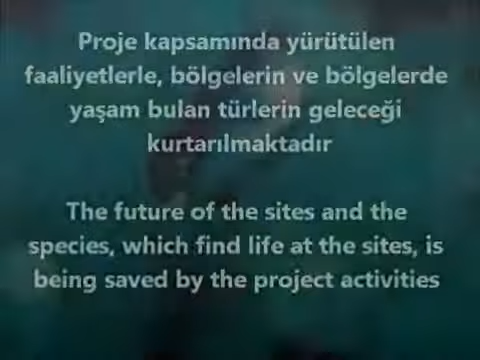 Proje kapsamında yürütülen
faaliyetlerle, bölgelerin ve bölgelerde
yaşam bulan türlerin geleceği
kurtarılmaktadır
The future of the sites and the
species, which find life at the sites, is
being saved by the project activities